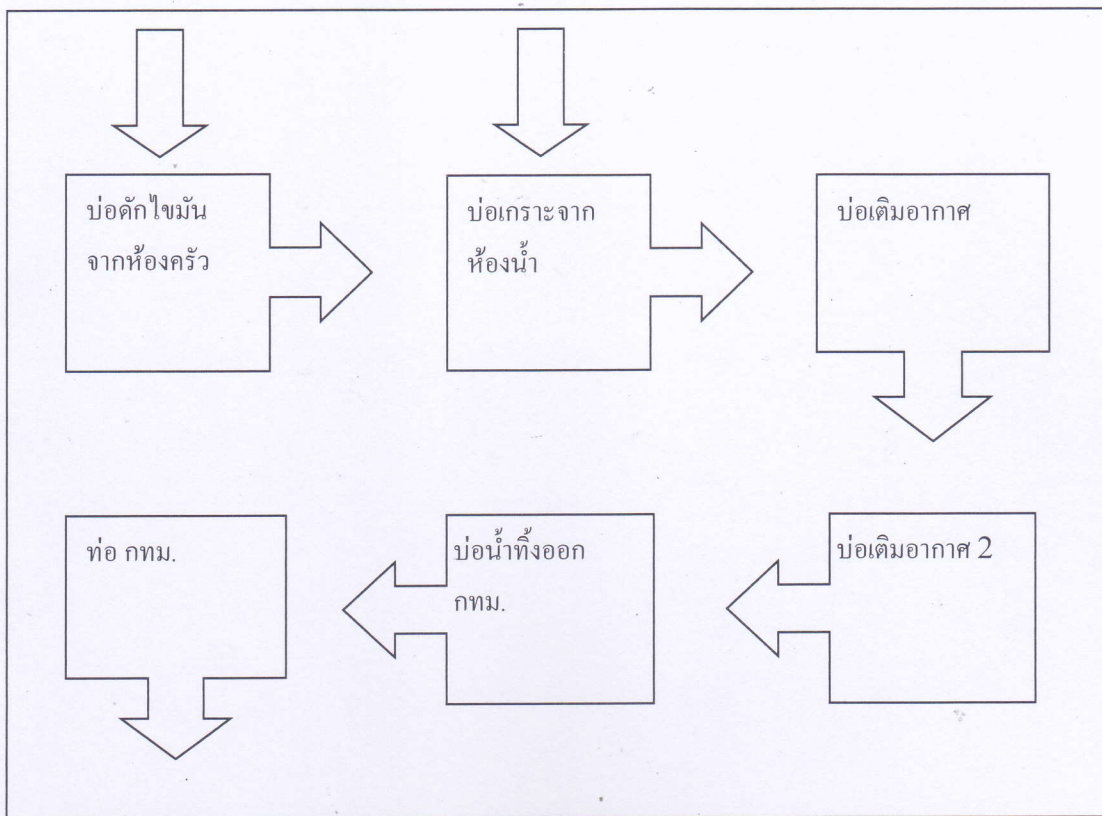 บ่อดักไขมัน
จากห้องครัว
บ่อเกราะจาก
ห้องน้ำ
บ่อเติมอากาศ
ท่อ กทม.
บ่อน้ำทิ้งออก
กทม.
บ่อเติมอากาศ 2